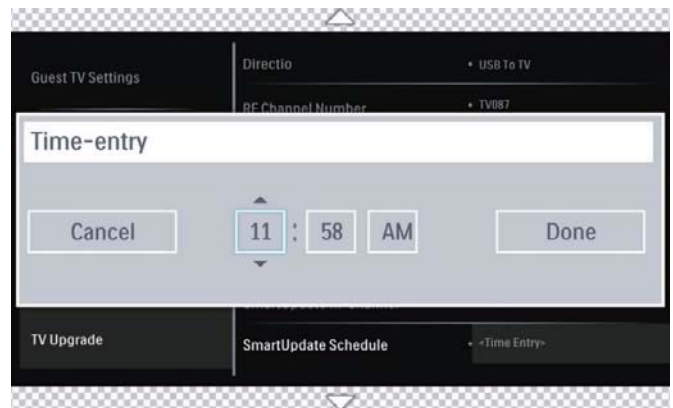 Guest TV Settings
Directio
• USB To TV
RF Channel Number
• TV087
Time-entry
Cancel
11 : 58 AM
Done
TV Upgrade
SmartUpdate Schedule
• <Time Entry>